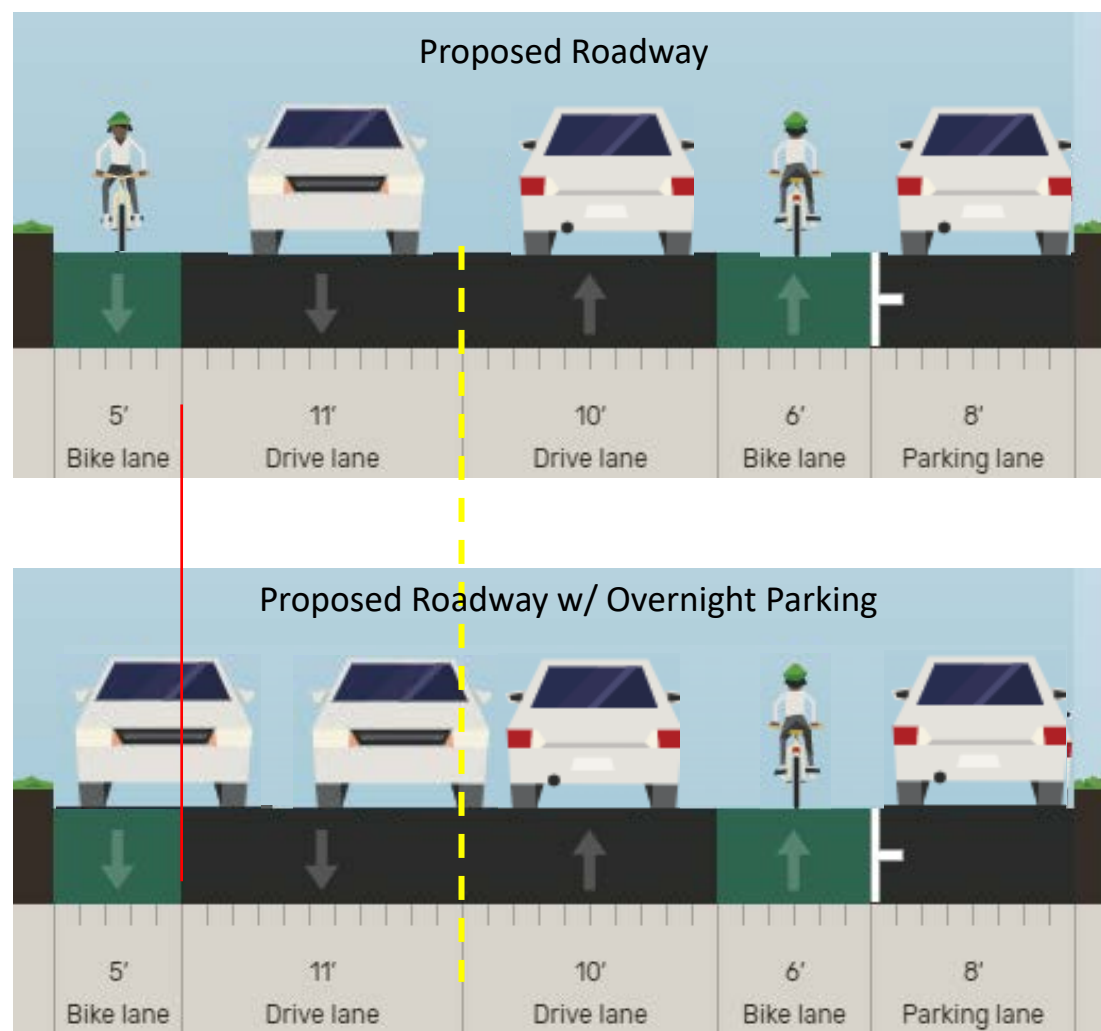 Proposed Roadway
5' 11' 10' 6' 8'
Bike lane Drive lane Drive lane Bike lane Parking lane
Proposed Roadway w/ Overnight Parking
5' 11' 10' 6' 8'
Bike lane Drive lane Drive lane Bike lane Parking lane